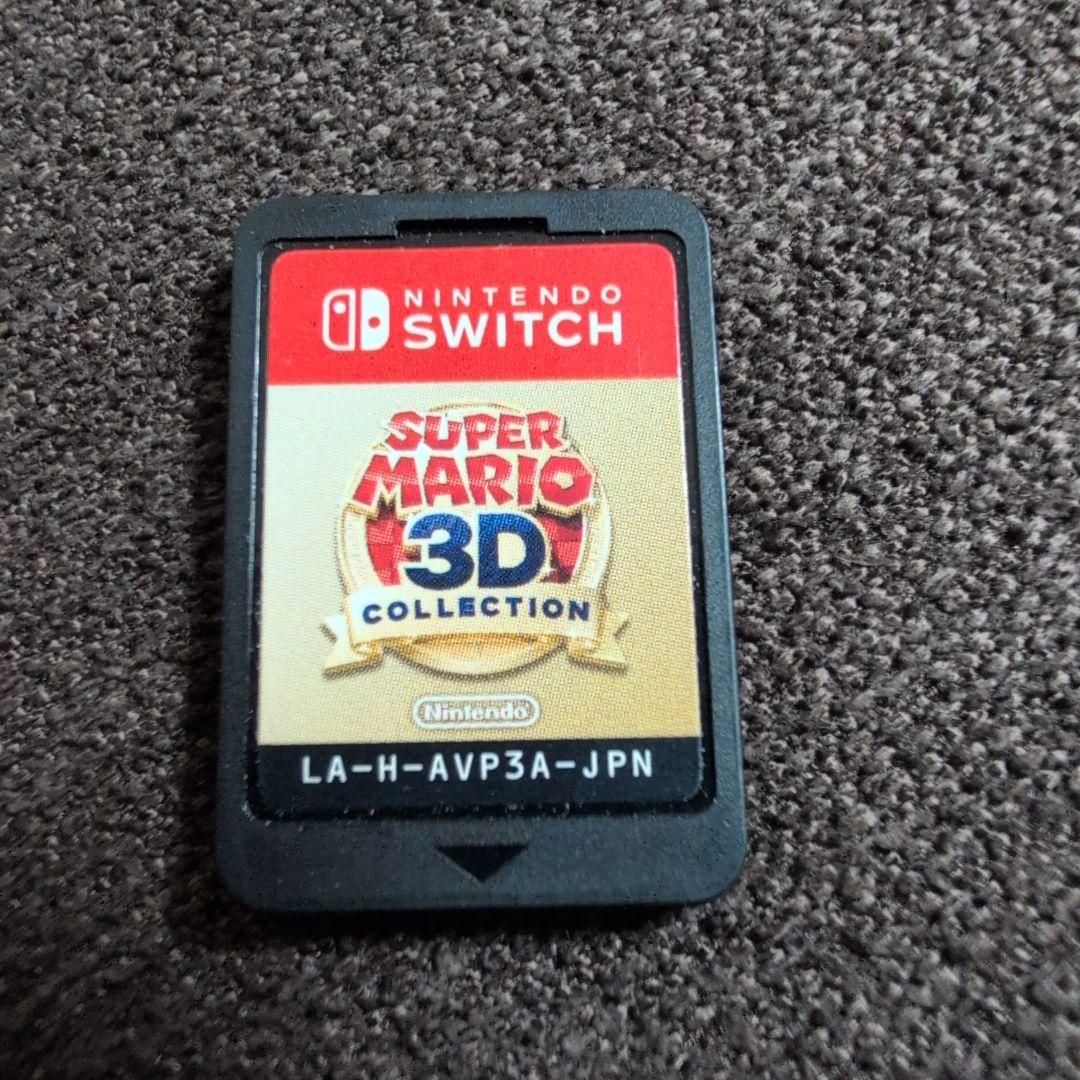 NINTENDO
SWITCH
SUPER
MARIO
3D
COLLECTION
Nintendo
LA-H-AVP3A-JPN